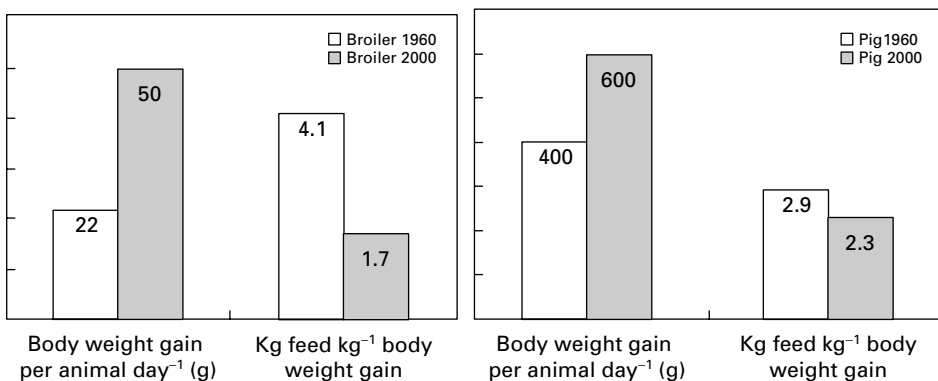 Broiler 1960
Broiler 2000
50
22
4.1
1.7
Body weight gain
per animal day⁻¹ (g)
Kg feed kg⁻¹ body
weight gain
Pig1960
Pig 2000
600
400
2.9
2.3
Body weight gain
per animal day⁻¹ (g)
Kg feed kg⁻¹ body
weight gain